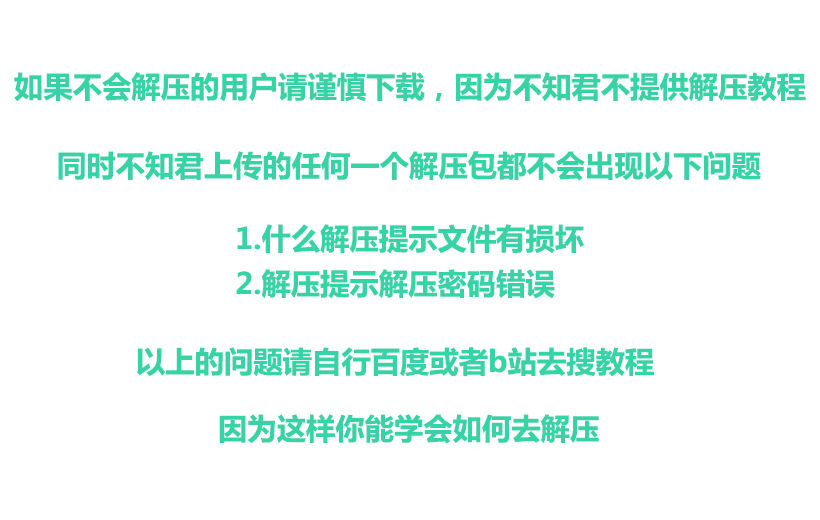 如果不会解压的用户请谨慎下载，因为不知君不提供解压教程
同时不知君上传的任何一个解压包都不会出现以下问题
1.什么解压提示文件有损坏
2.解压提示解压密码错误
以上的问题请自行百度或者b站去搜教程
因为这样你能学会如何去解压